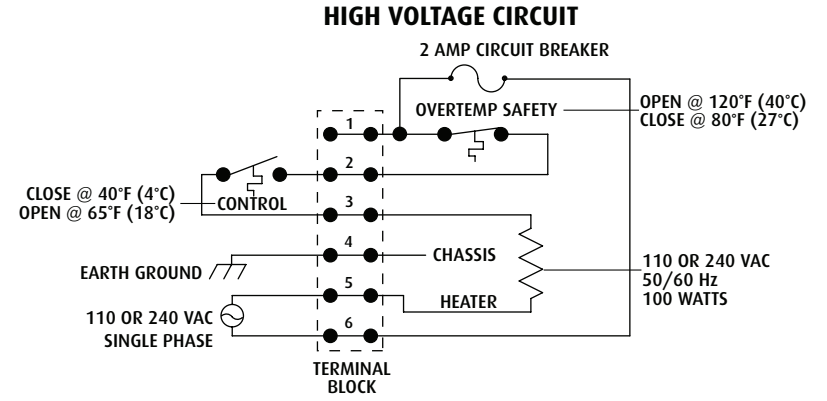 HIGH VOLTAGE CIRCUIT
2 AMP CIRCUIT BREAKER
OVERTEMP SAFETY
OPEN @ 120°F (40°C)
CLOSE @ 80°F (27°C)
1
2
CLOSE @ 40°F (4°C)
OPEN @ 65°F (18°C)
CONTROL
3
4
CHASSIS
EARTH GROUND
110 OR 240 VAC
50/60 Hz
100 WATTS
5
HEATER
110 OR 240 VAC
SINGLE PHASE
6
TERMINAL
BLOCK